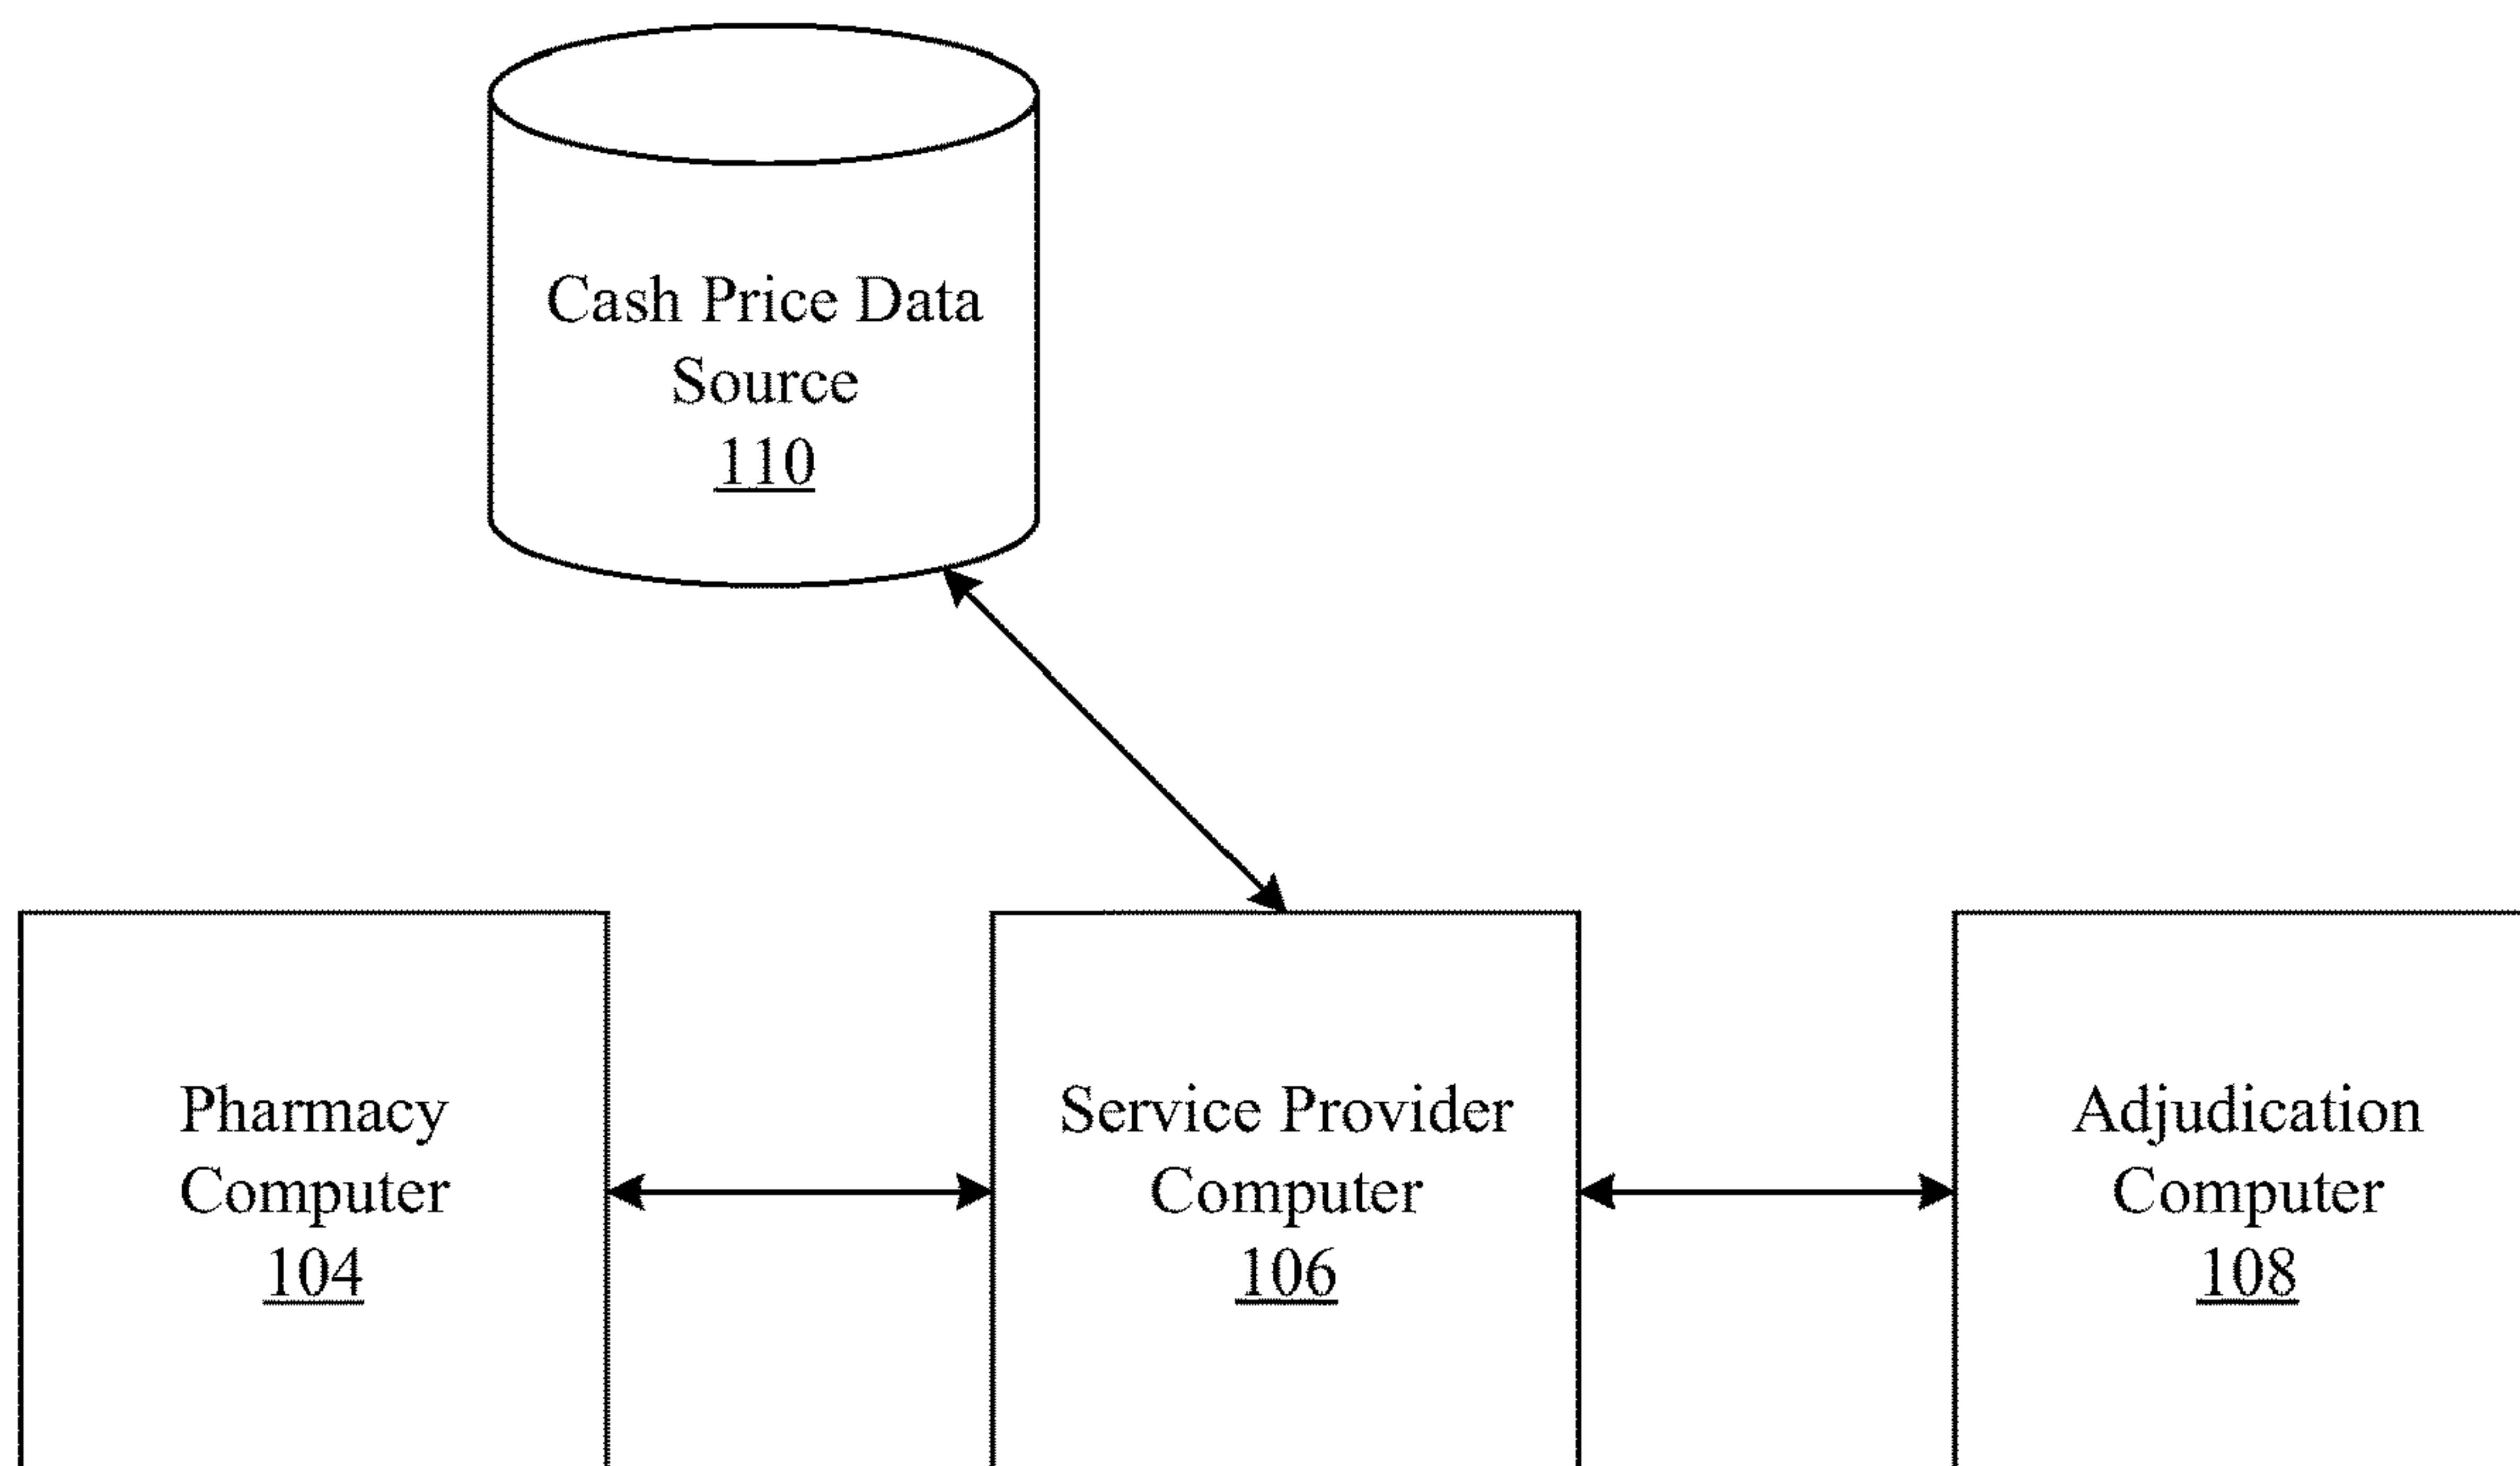 Cash Price Data
Source
110
Pharmacy
Computer
104
Service Provider
Computer
106
Adjudication
Computer
108